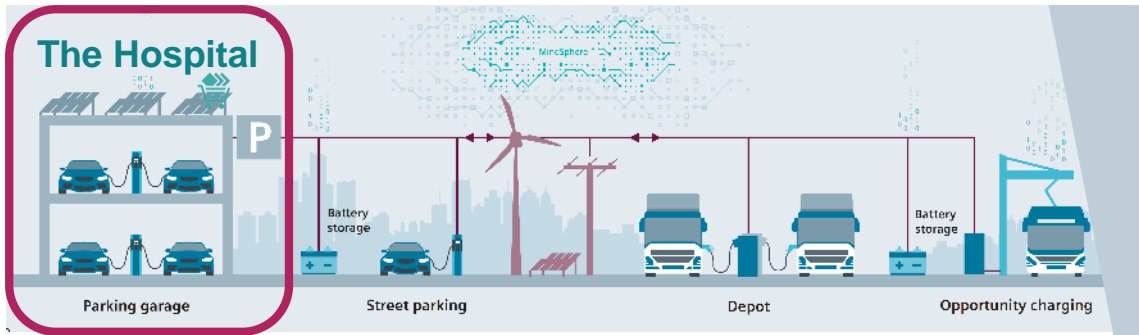 The Hospital
MindSphere
P
Battery
storage
Battery
storage
Parking garage
Street parking
Depot
Opportunity charging